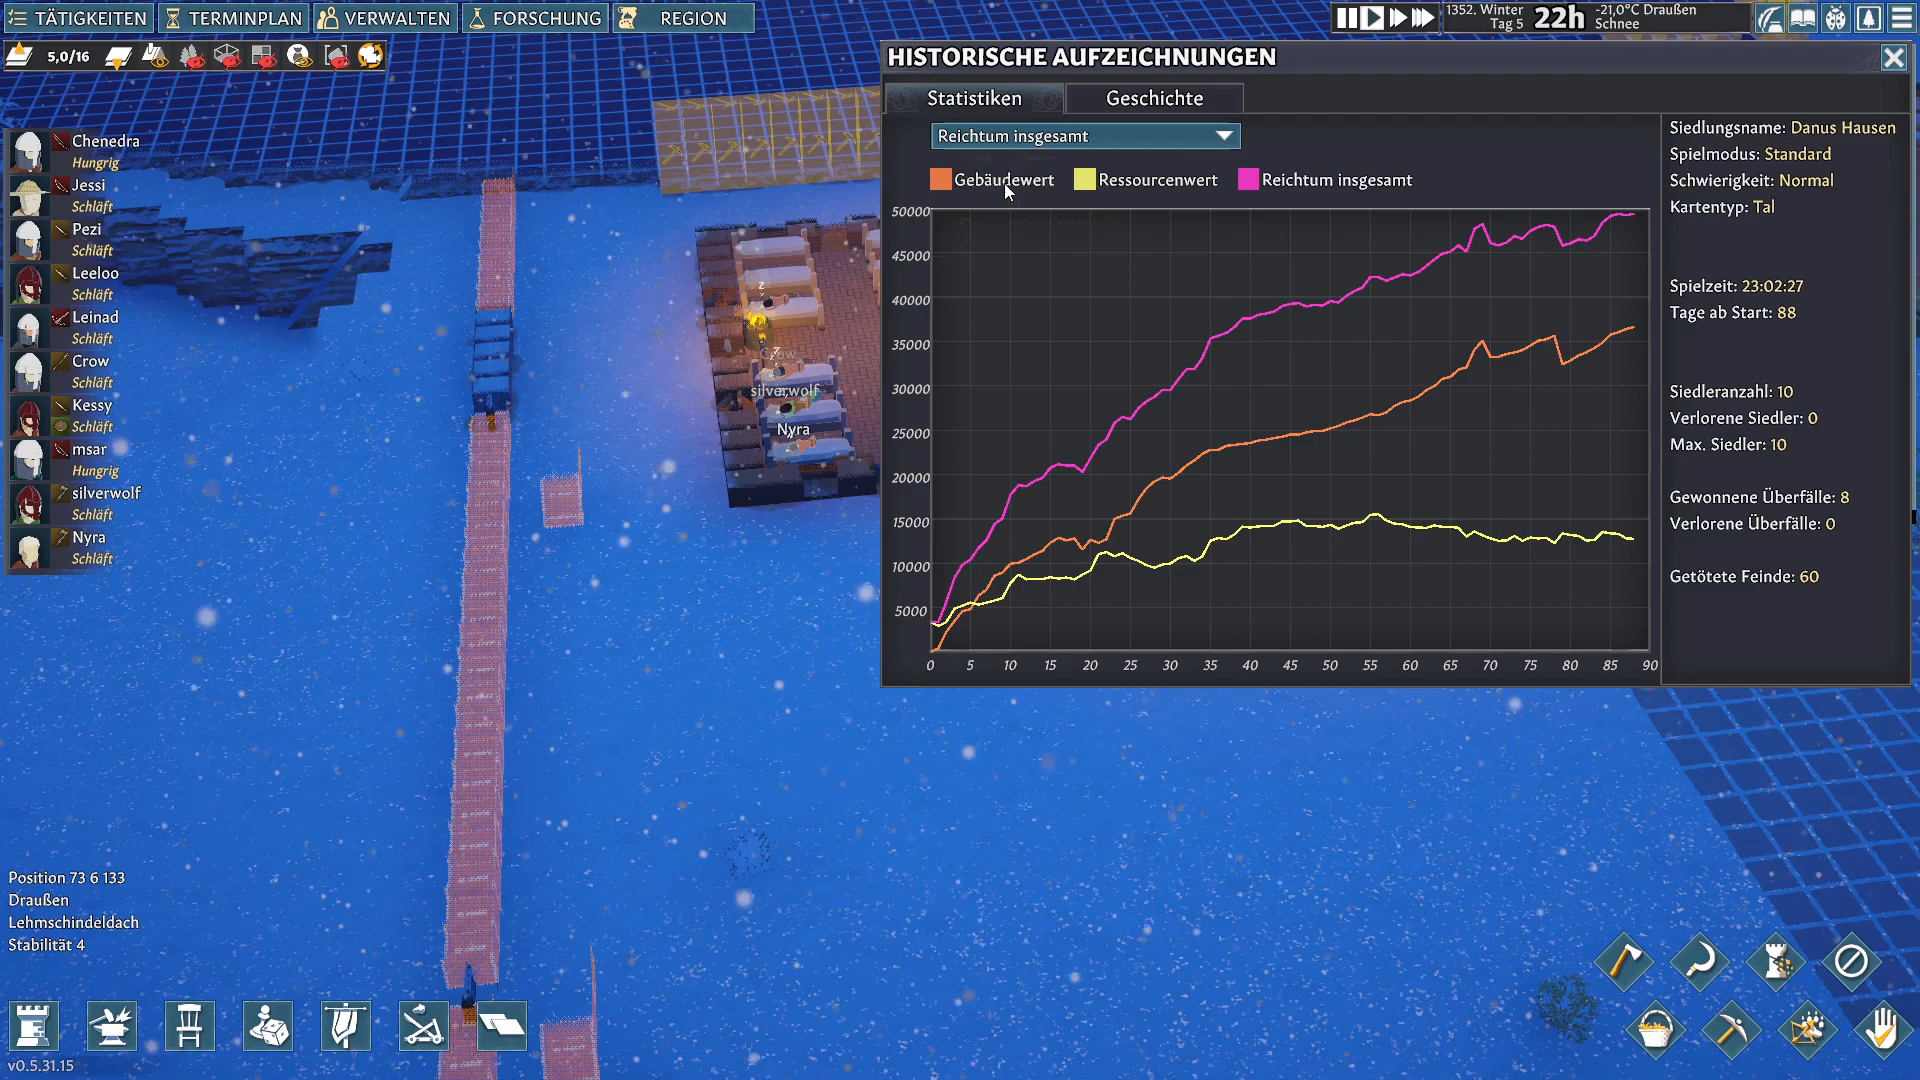 TÄTIGKEITEN
TERMINPLAN
VERWALTEN
FORSCHUNG
REGION
1352. Winter
Tag 5
22h
-21,0°C Draußen
Schnee
5,0/16
HISTORISCHE AUFZEICHNUNGEN
Statistiken
Geschichte
Reichtum insgesamt
Gebäudewert
Ressourcenwert
Reichtum insgesamt
50000
45000
40000
35000
30000
25000
20000
15000
10000
5000
0 5 10 15 20 25 30 35 40 45 50 55 60 65 70 75 80 85 90
Siedlungsname: Danus Hausen
Spielmodus: Standard
Schwierigkeit: Normal
Kartentyp: Tal
Spielzeit: 23:02:27
Tage ab Start: 88
Siedleranzahl: 10
Verlorene Siedler: 0
Max. Siedler: 10
Gewonnene Überfälle: 8
Verlorene Überfälle: 0
Getötete Feinde: 60
Chenedra
Hungrig
Jessi
Schläft
Pezi
Schläft
Leeloo
Schläft
Leinad
Schläft
Crow
Schläft
Kessy
Schläft
msar
Hungrig
silverwolf
Schläft
Nyra
Schläft
z
z
Crow
silverwolf
Nyra
Position 73 6 133
Draußen
Lehmschindeldach
Stabilität 4
v0.5.31.15